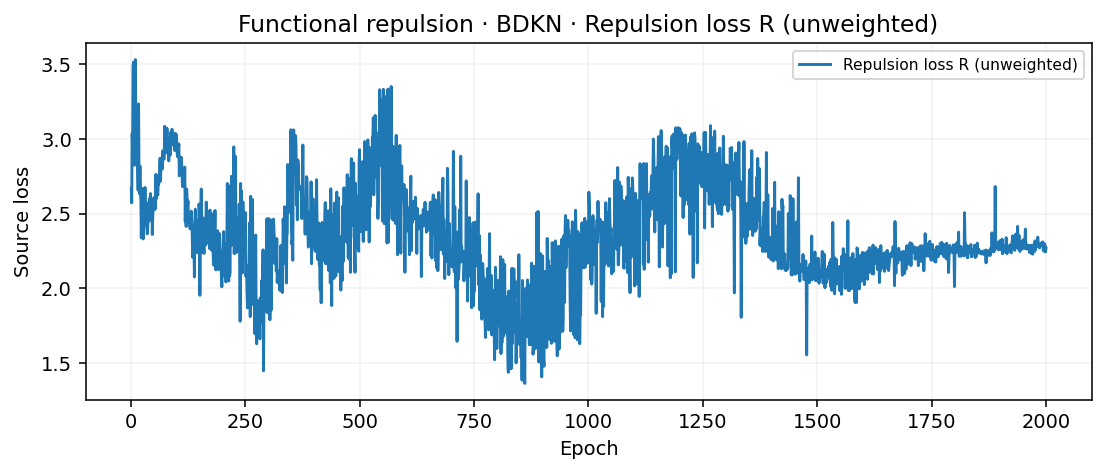 Functional repulsion · BDKN · Repulsion loss R (unweighted)
Repulsion loss R (unweighted)
Source loss
3.5
3.0
2.5
2.0
1.5
0 250 500 750 1000 1250 1500 1750 2000
Epoch